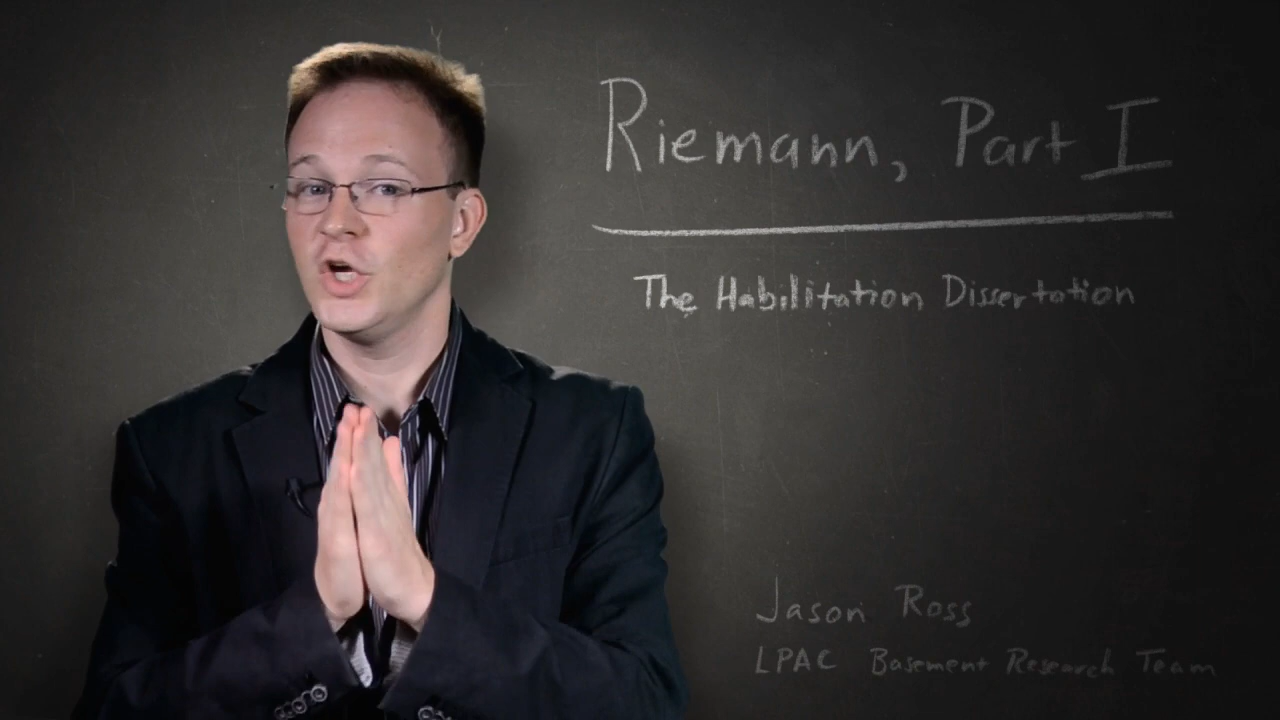 Riemann, Part I
The Habilitation Dissertation
Jason Ross
LPAC Basement Research Team